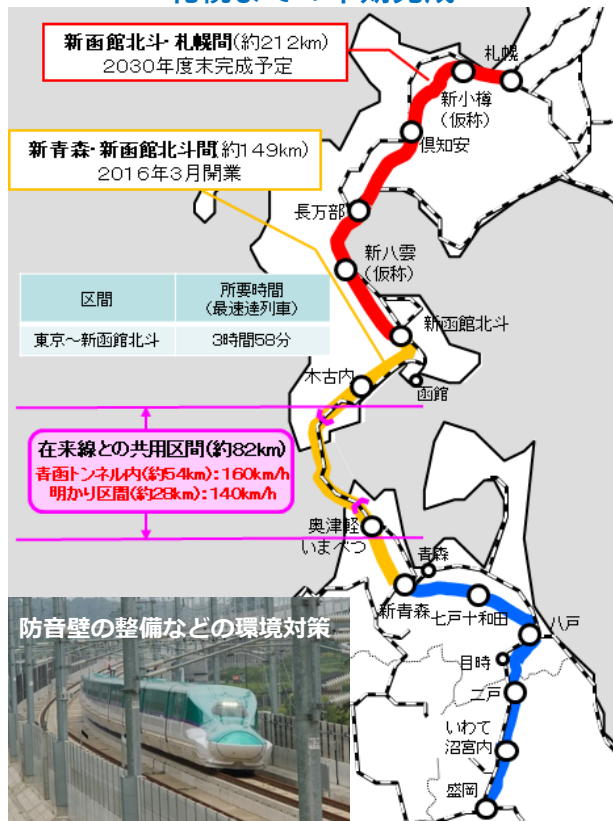 新函館北斗・札幌間(約212km)
2030年度末完成予定
札幌
新小樽
(仮称)
倶知安
新青森・新函館北斗間(約149km)
2016年3月開業
長万部
新八雲
(仮称)
区間
所要時間
(最速達列車)
東京～新函館北斗
3時間58分
新函館北斗
木古内
函館
在来線との共用区間(約82km)
青函トンネル内(約54km):160km/h
明かり区間(約28km):140km/h
奥津軽
いまべつ
青森
新青森
七戸十和田
八戸
防音壁の整備などの環境対策
目時
二戸
いわて
沼宮内
盛岡